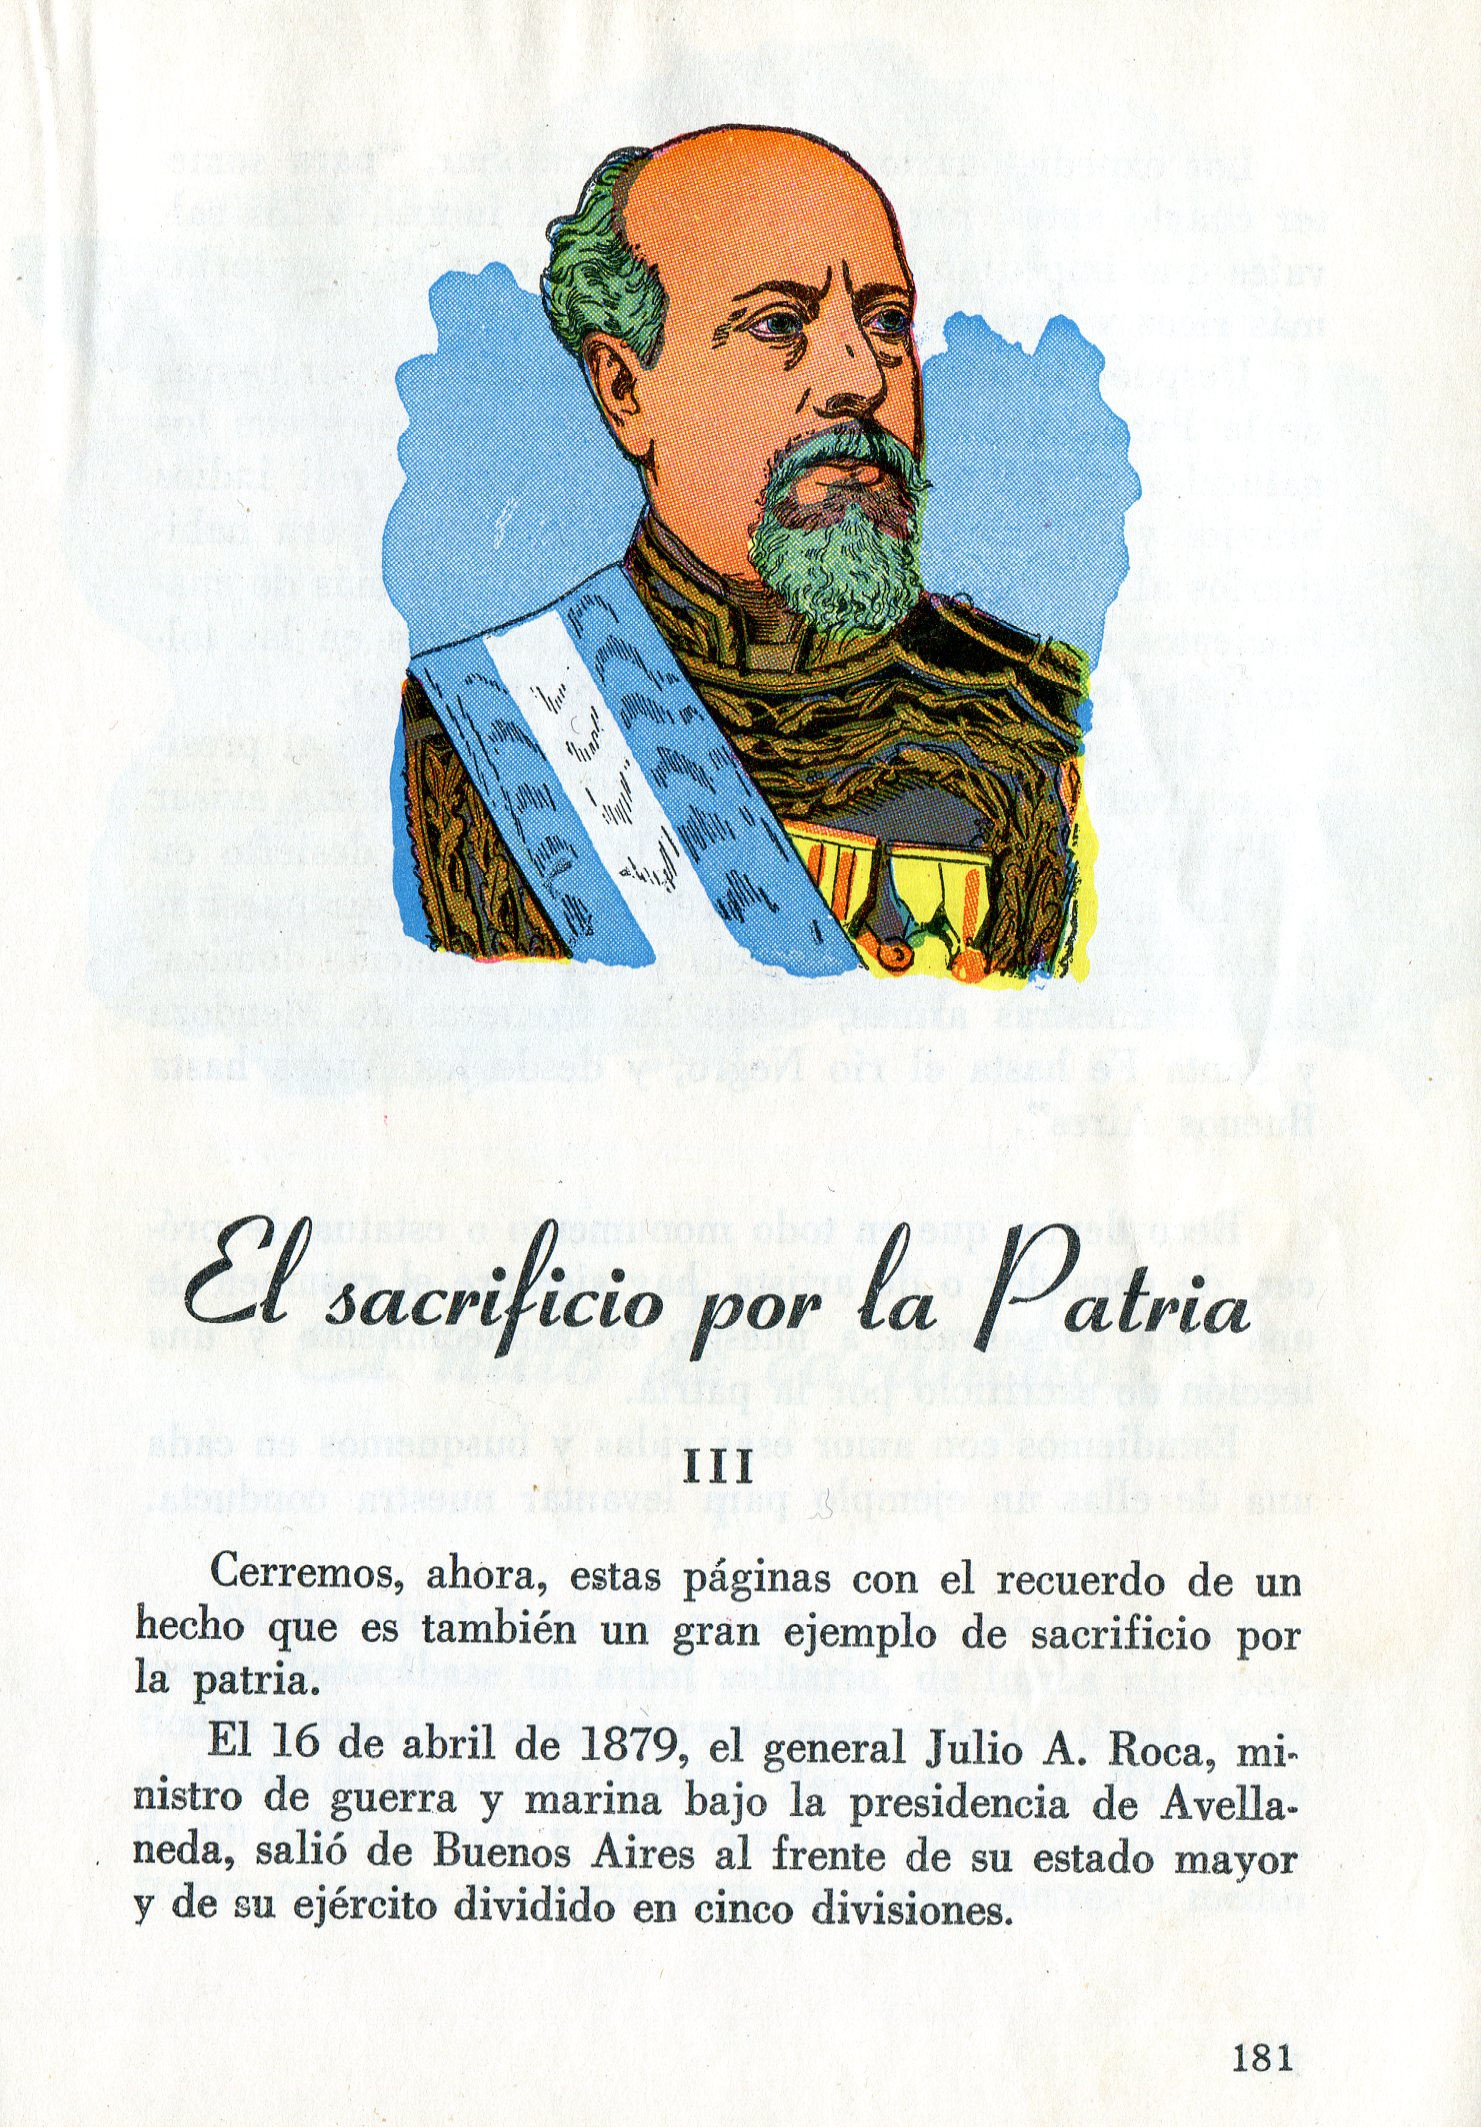 El sacrificio por la Patria
III
Cerremos, ahora, estas páginas con el recuerdo de un
hecho que es también un gran ejemplo de sacrificio por
la patria.
El 16 de abril de 1879, el general Julio A. Roca, mi-
nistro de guerra y marina bajo la presidencia de Avella-
neda, salió de Buenos Aires al frente de su estado mayor
y de su ejército dividido en cinco divisiones.
181